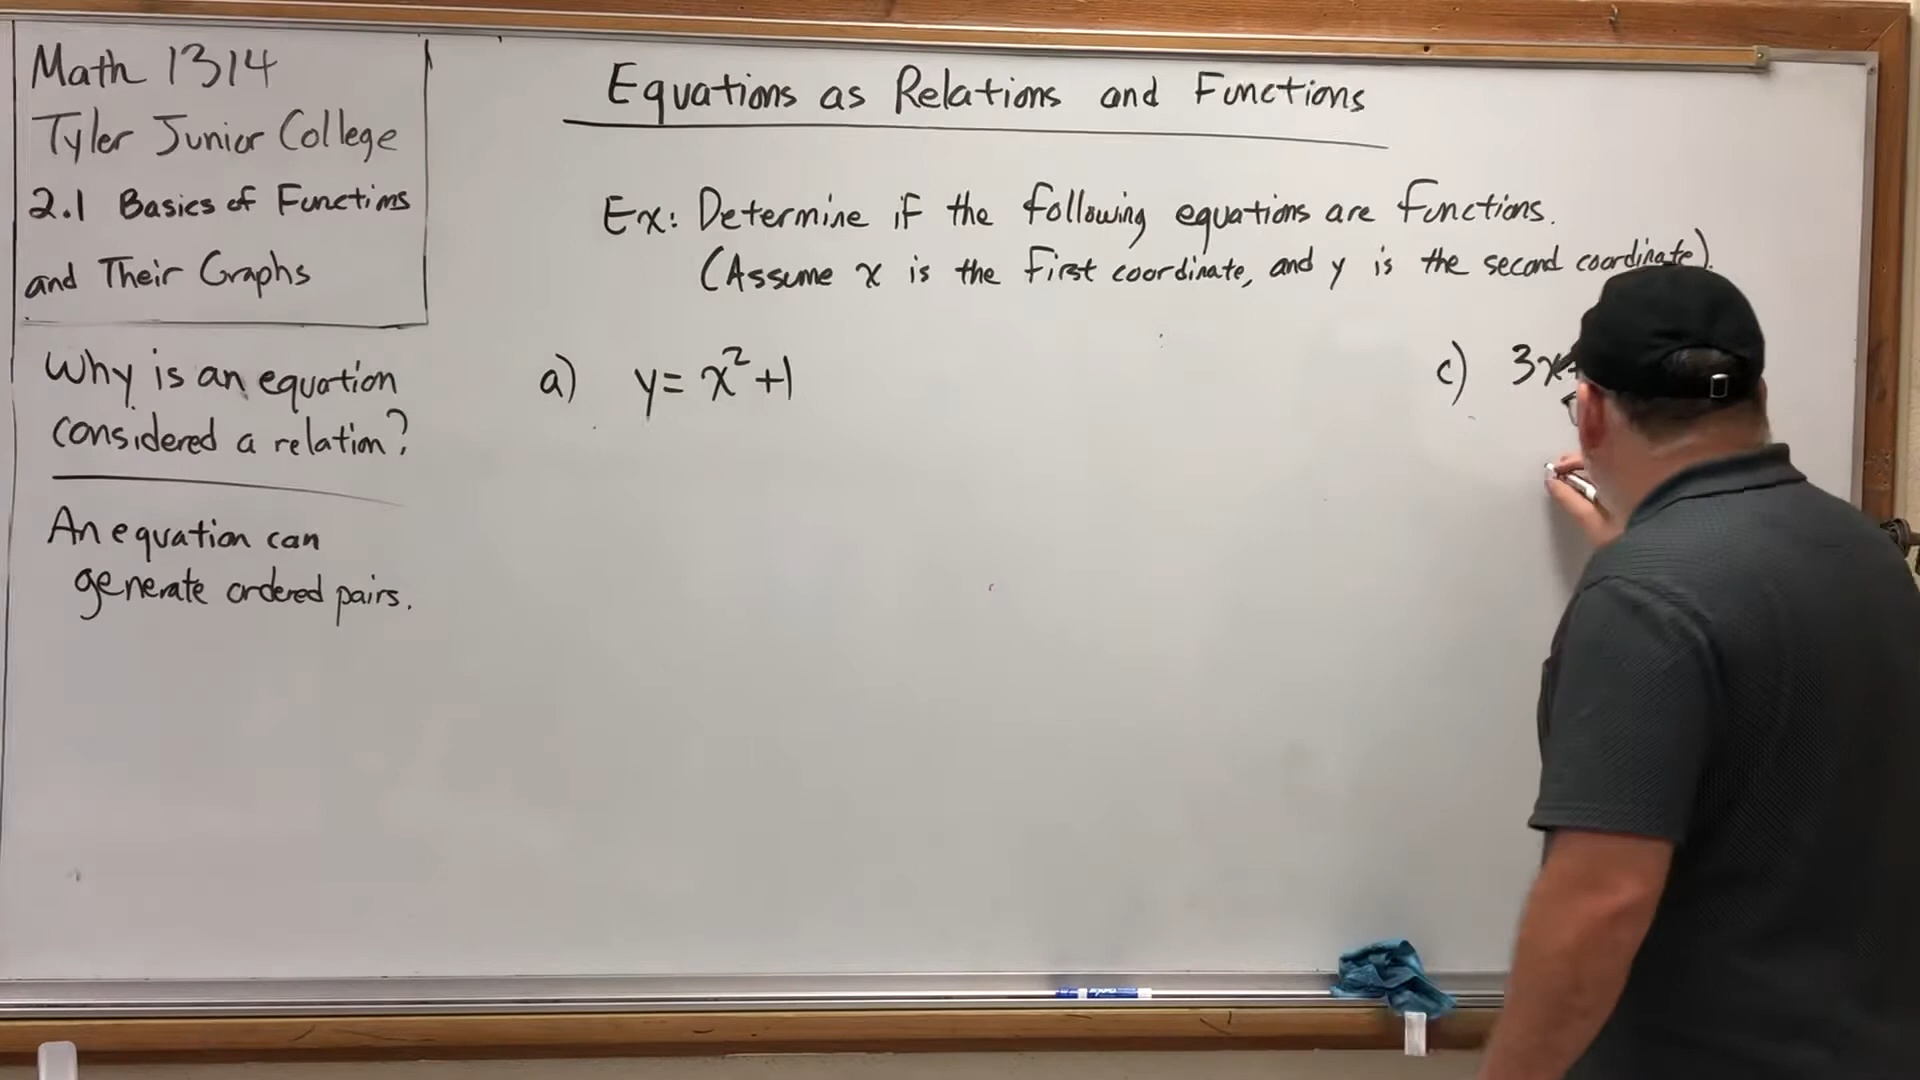 Math 1314
Tyler Junior College
2.1 Basics of Functions
and Their Graphs
Why is an equation
considered a relation?
An equation can
generate ordered pairs.
Equations as Relations and Functions
Ex: Determine if the following equations are functions.
(Assume x is the first coordinate, and y is the second coordinate).
a) y = x²+1
c) 3x